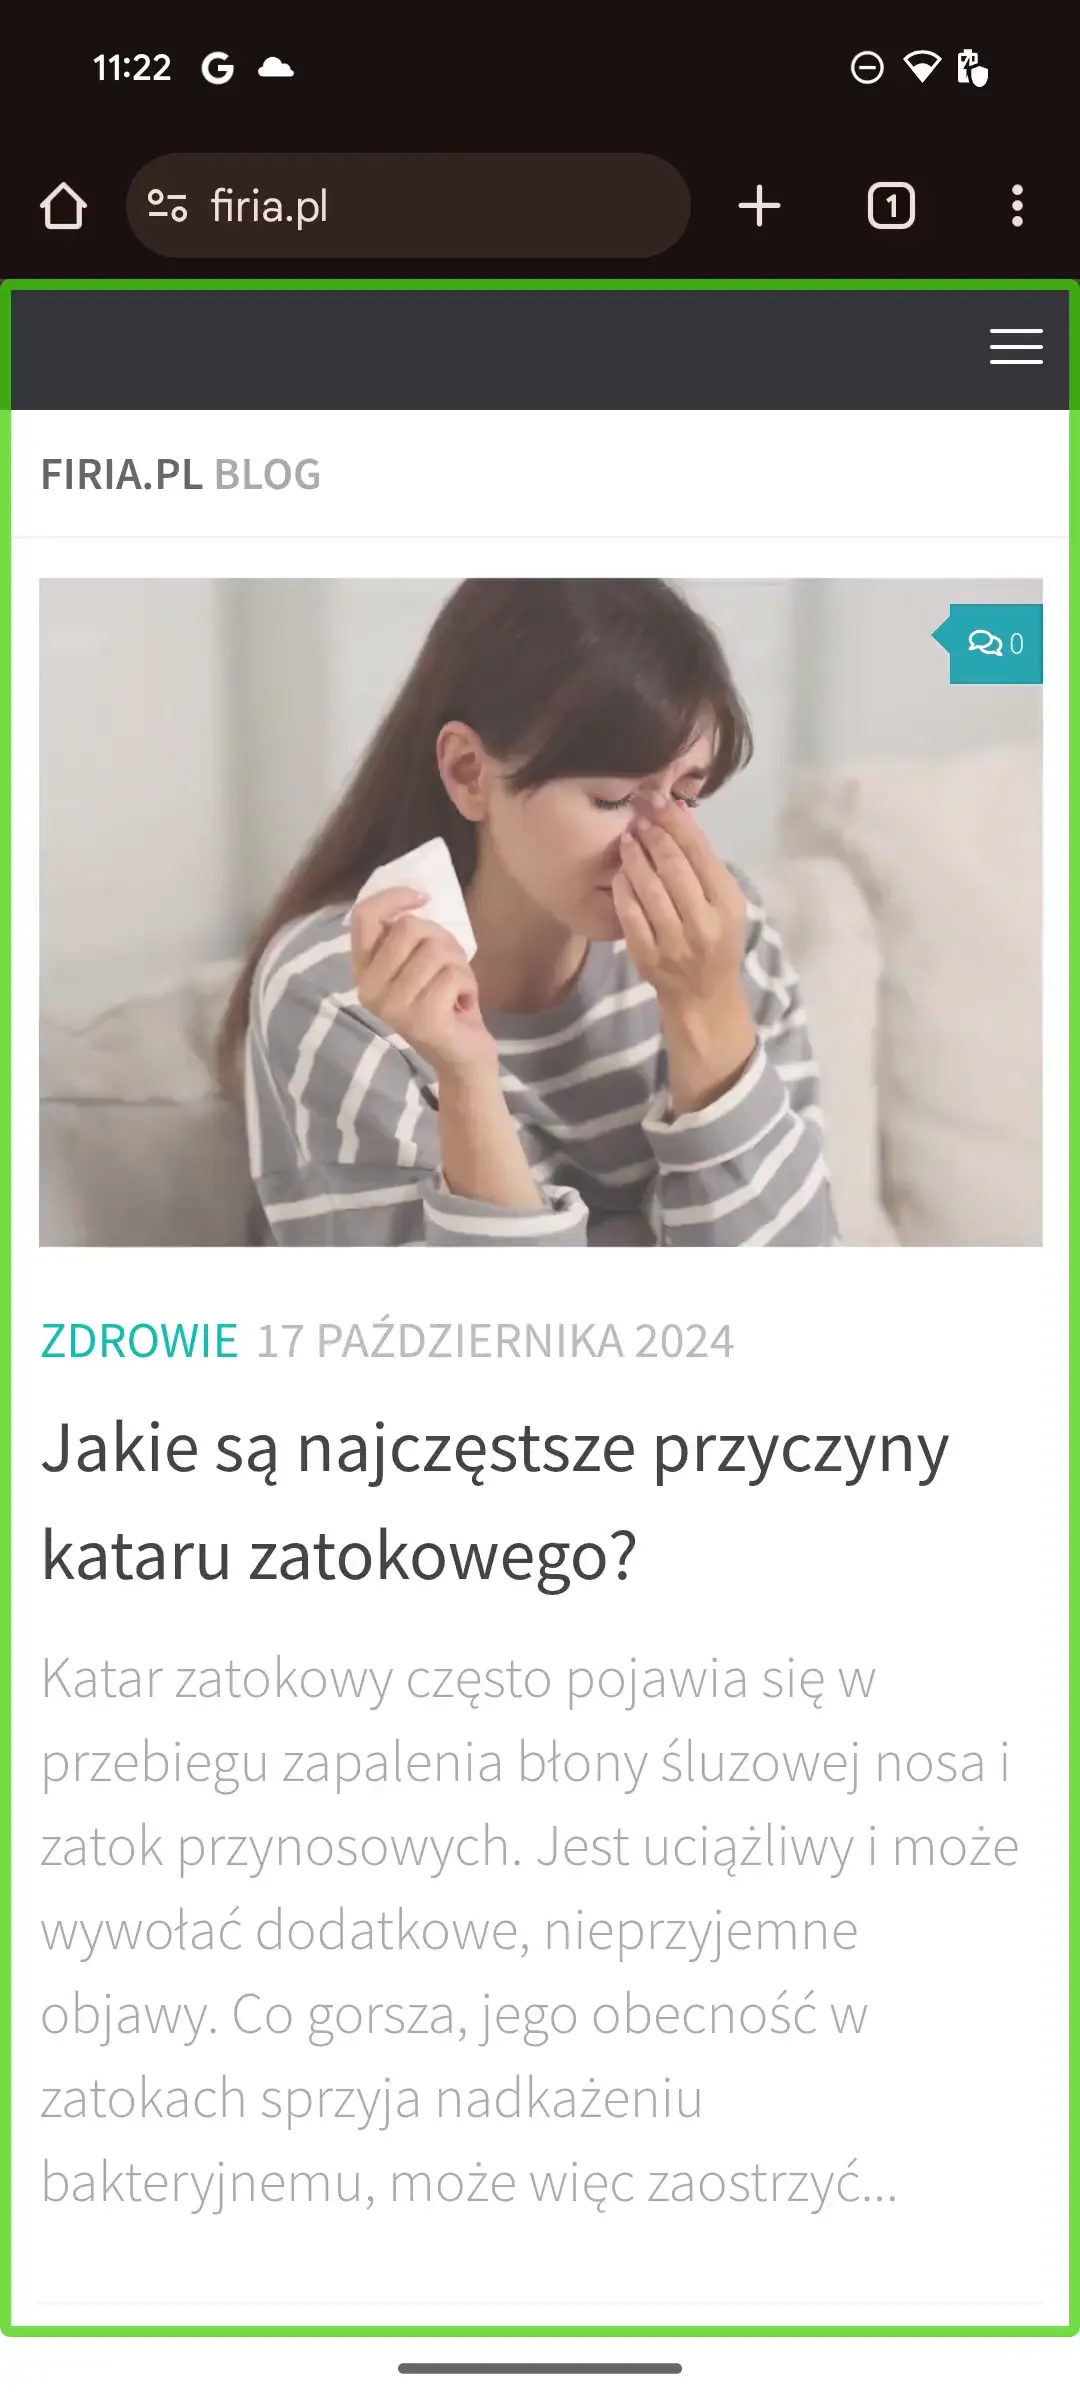 11:22
firia.pl
1
FIRIA.PL BLOG
0
ZDROWIE 17 PAŹDZIERNIKA 2024
Jakie są najczęstsze przyczyny
kataru zatokowego?
Katar zatokowy często pojawia się w
przebiegu zapalenia błony śluzowej nosa i
zatok przynosowych. Jest uciążliwy i może
wywołać dodatkowe, nieprzyjemne
objawy. Co gorsza, jego obecność w
zatokach sprzyja nadkażeniu
bakteryjnemu, może więc zaostrzyć...